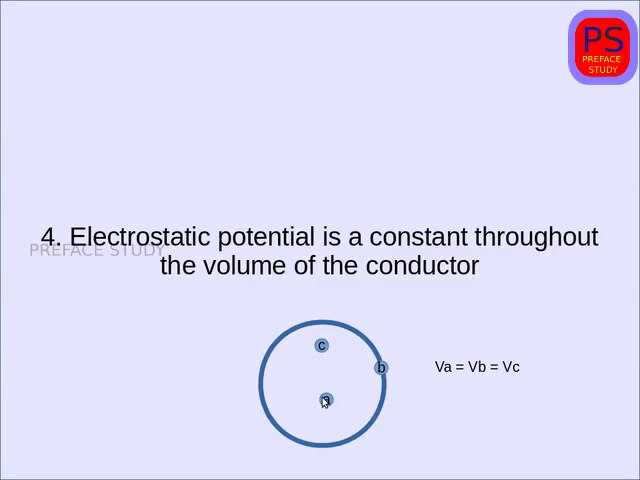 PS
PREFACE
STUDY
4. Electrostatic potential is a constant throughout
PREFACE STUDY
the volume of the conductor
c
b
Va = Vb = Vc
a